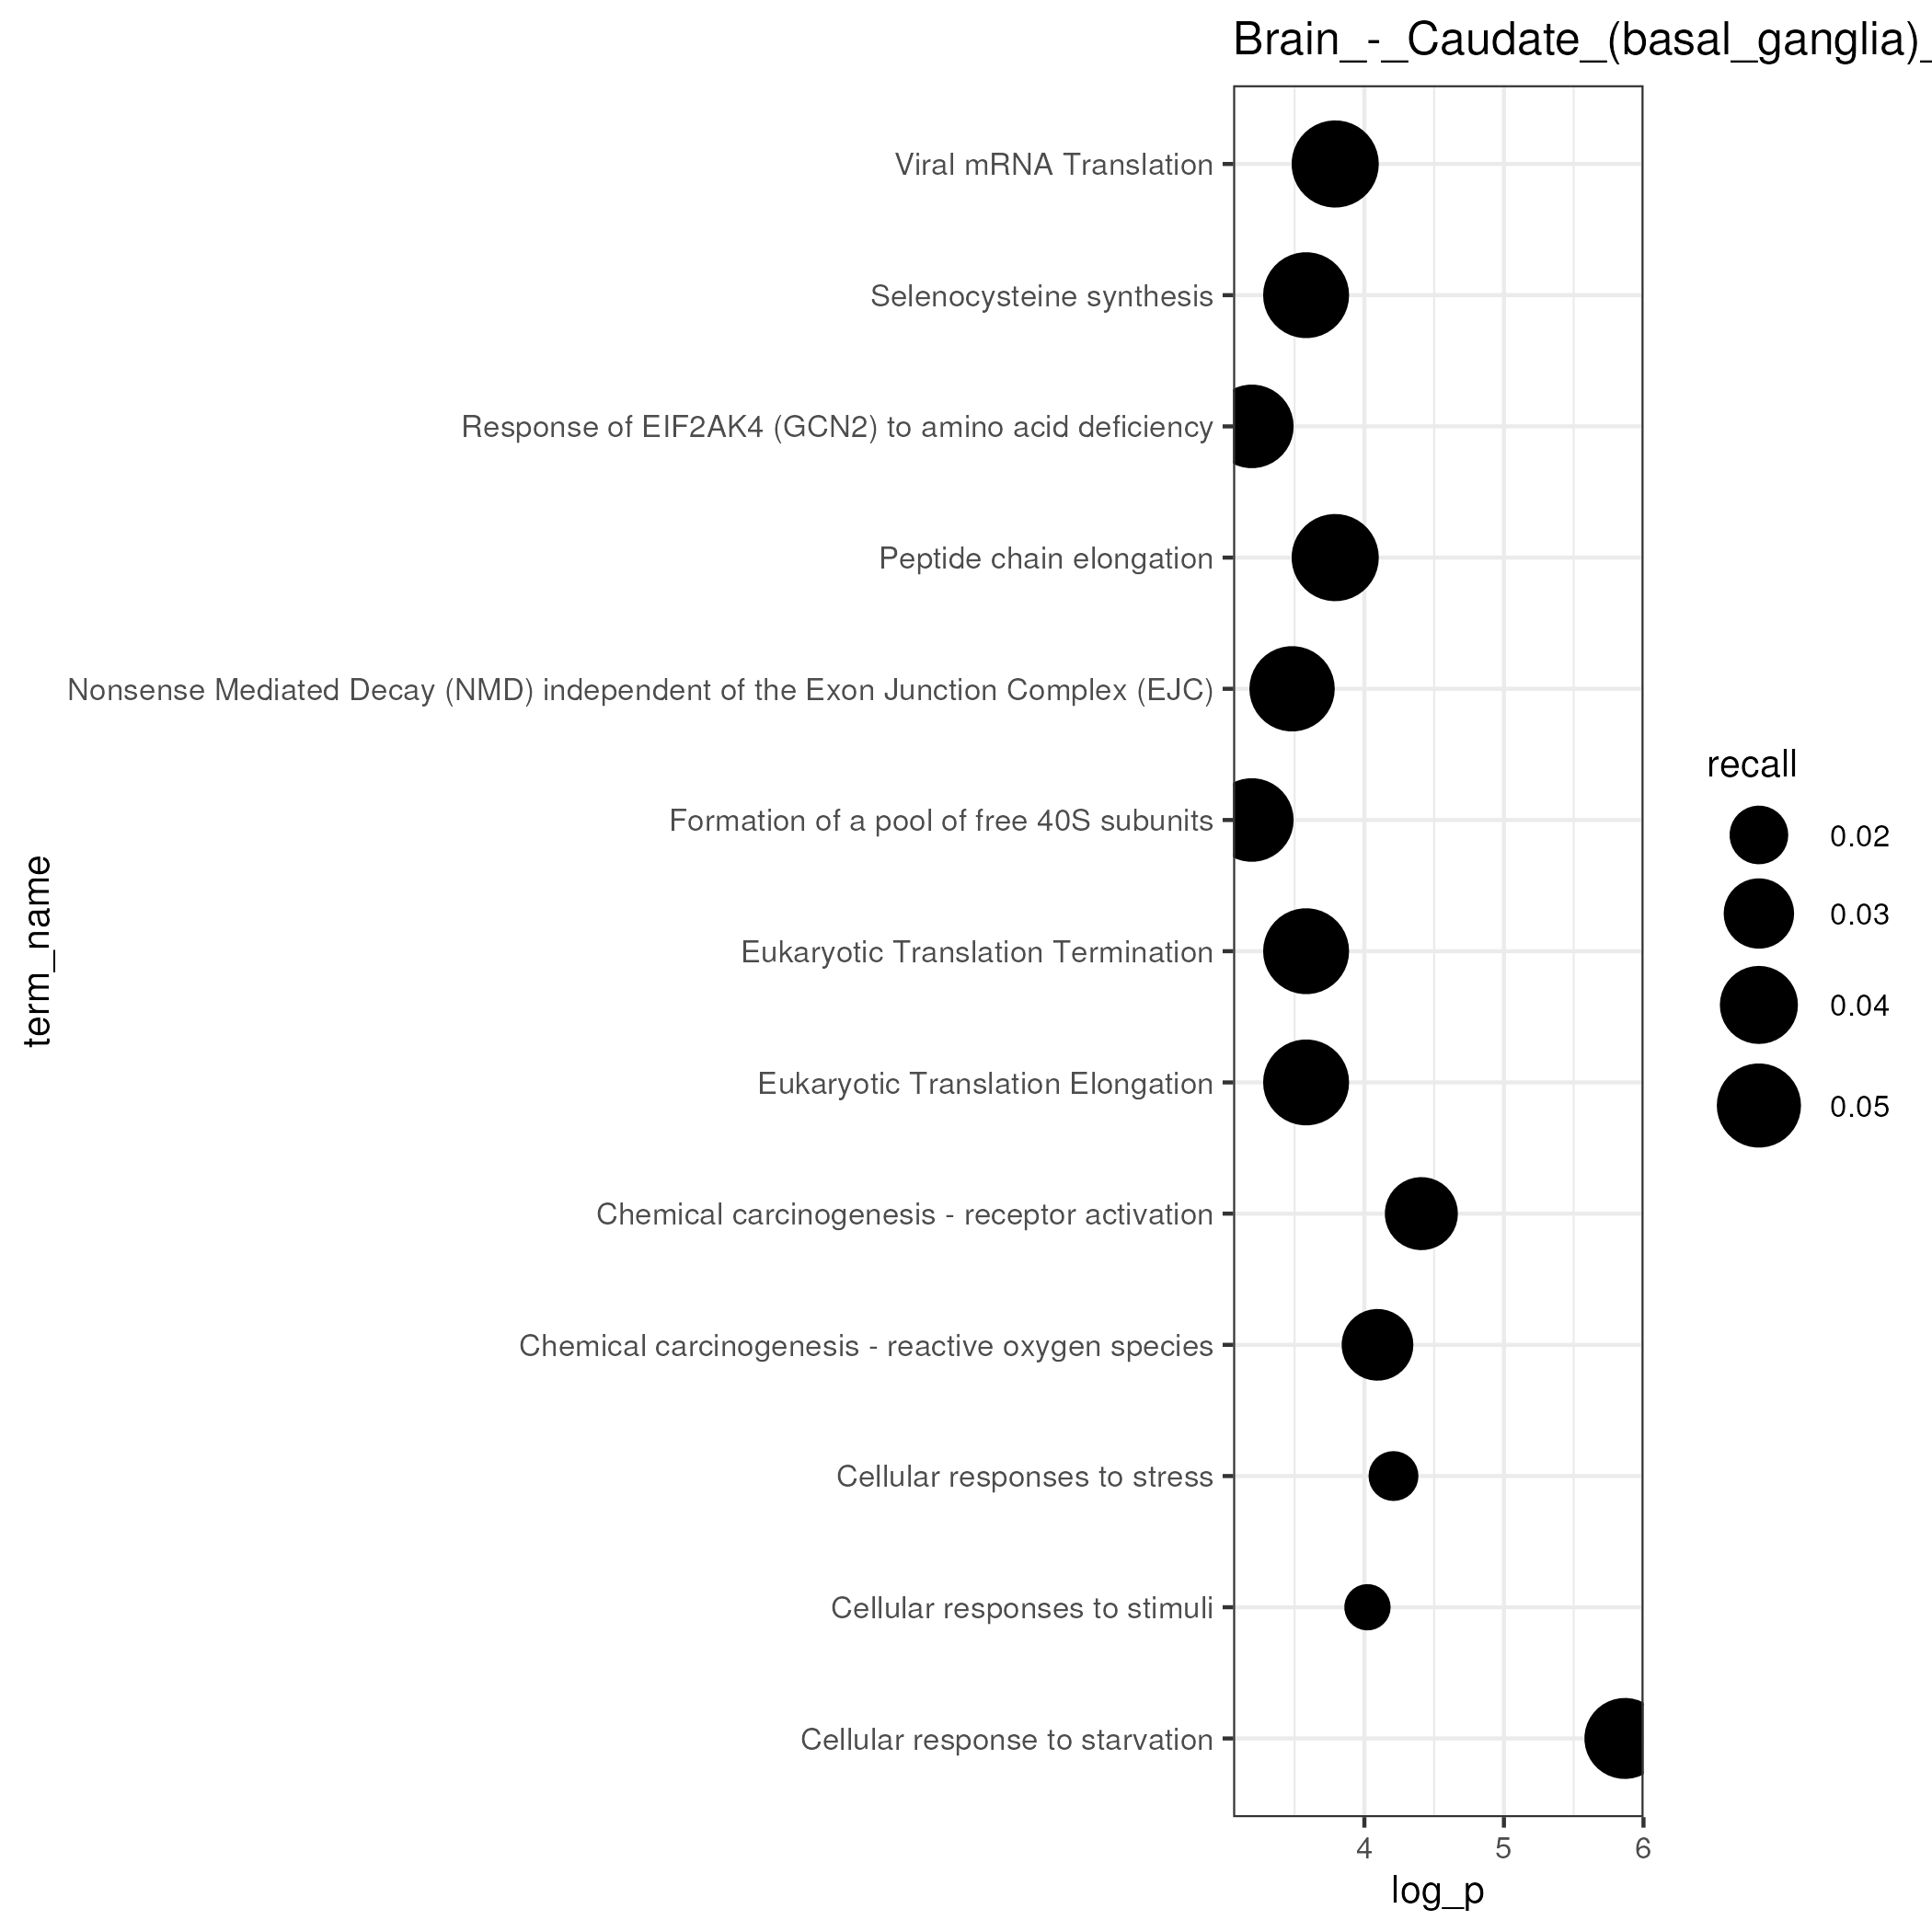 Brain_-_Caudate_(basal_ganglia)_
Viral mRNA Translation
Selenocysteine synthesis
Response of EIF2AK4 (GCN2) to amino acid deficiency
Peptide chain elongation
Nonsense Mediated Decay (NMD) independent of the Exon Junction Complex (EJC)
Formation of a pool of free 40S subunits
Eukaryotic Translation Termination
Eukaryotic Translation Elongation
Chemical carcinogenesis - receptor activation
Chemical carcinogenesis - reactive oxygen species
Cellular responses to stress
Cellular responses to stimuli
Cellular response to starvation
term_name
4 5 6
log_p
recall
0.02
0.03
0.04
0.05